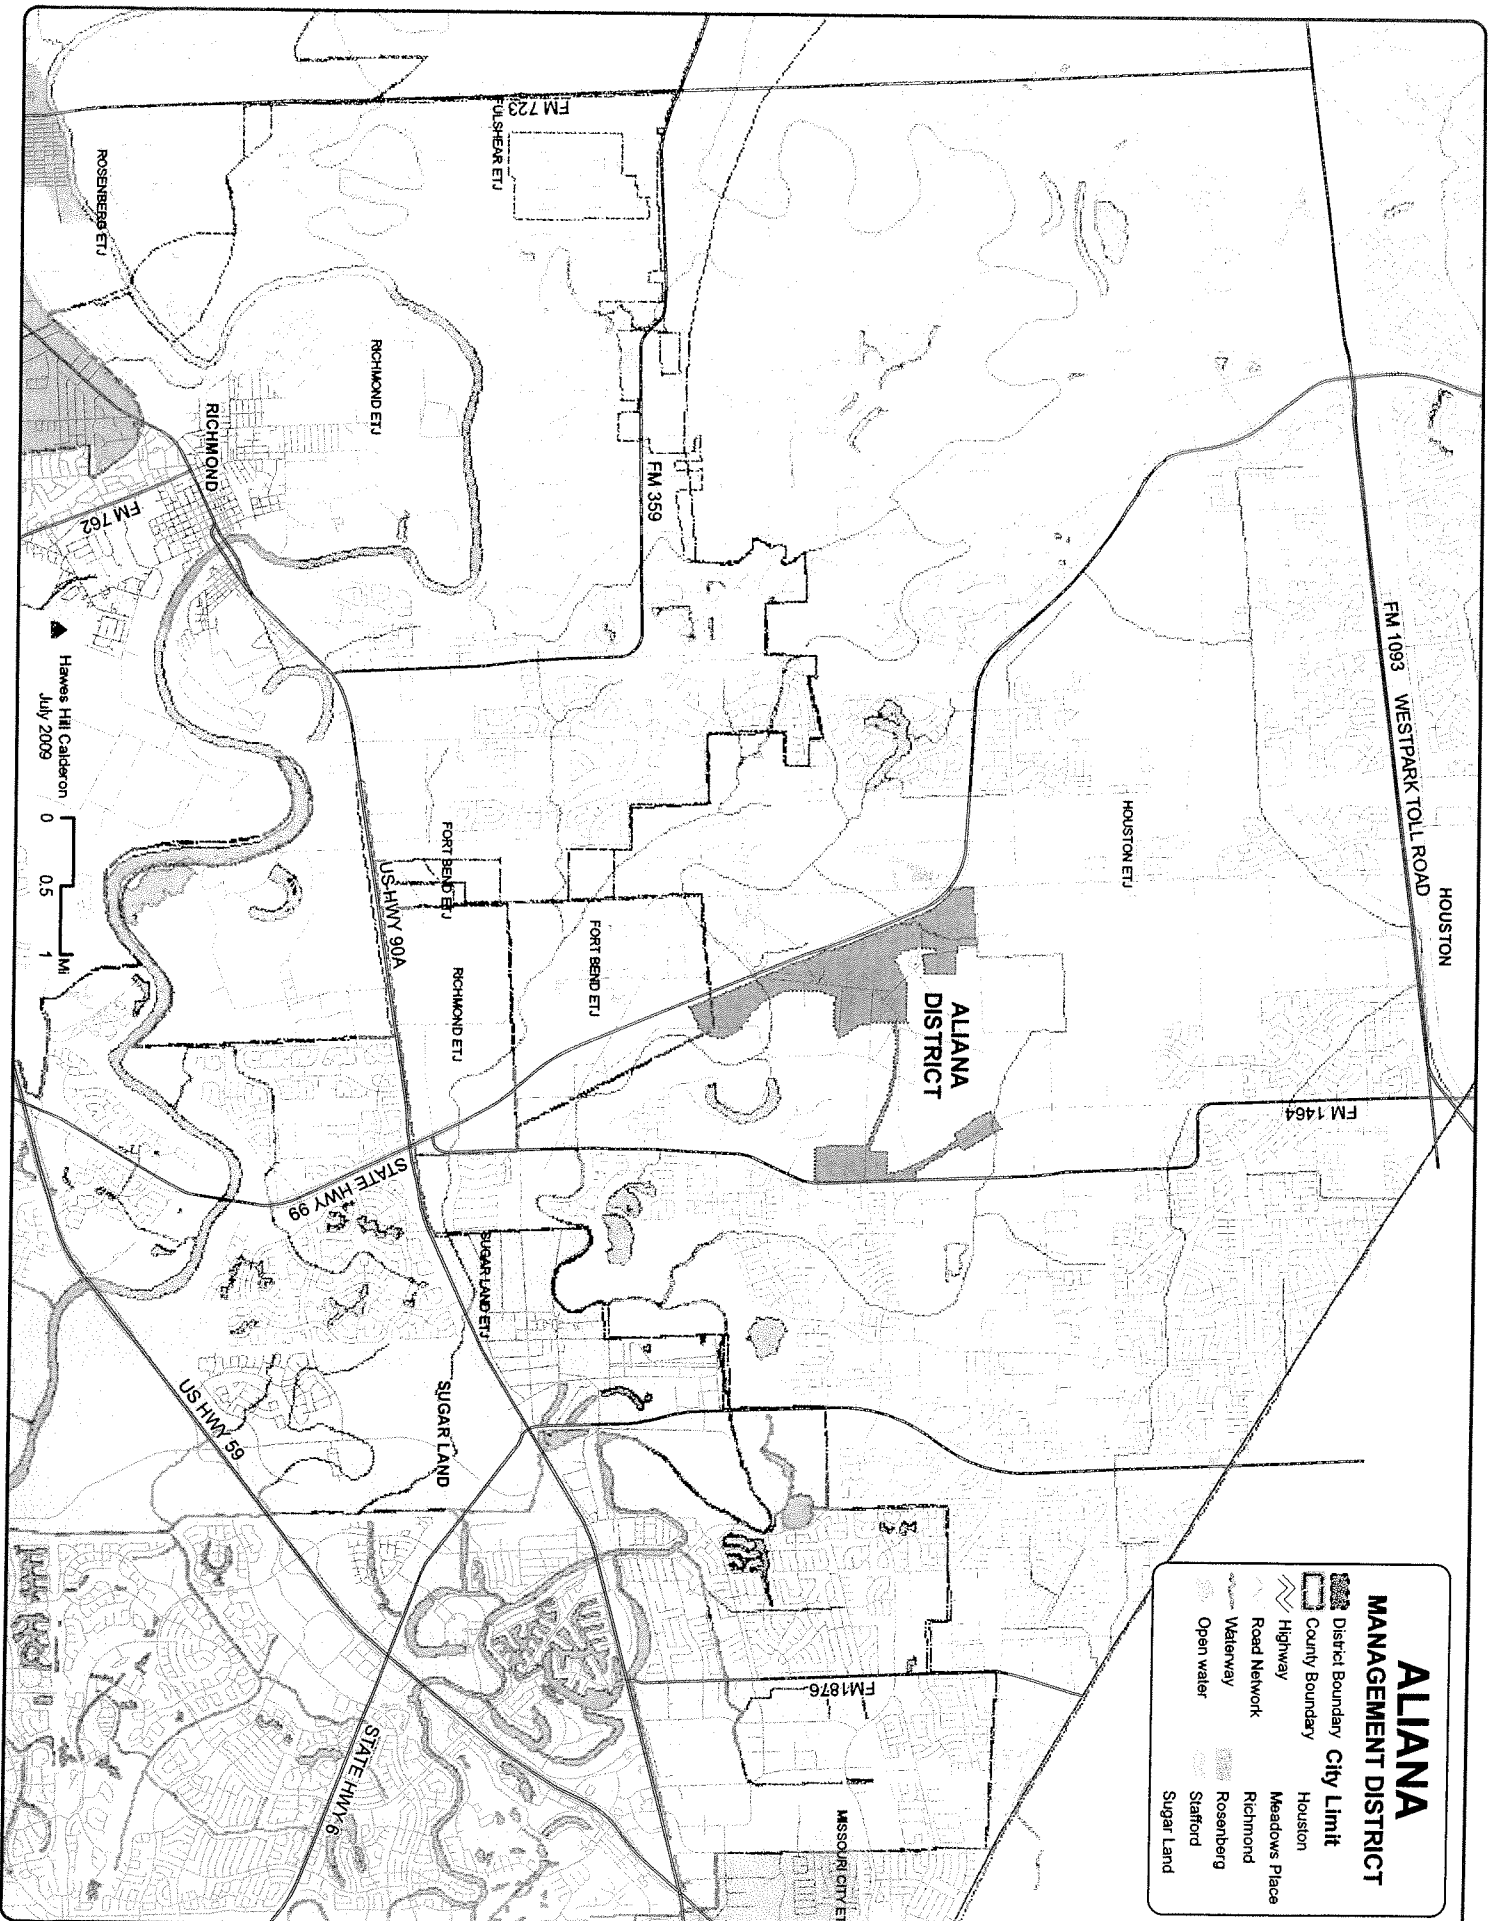 ALIANA
MANAGEMENT DISTRICT
District Boundary
County Boundary
Highway
Road Network
Waterway
Open water
City Limit
Houston
Meadows Place
Richmond
Rosenberg
Stafford
Sugar Land
HOUSTON
FM 1093 WESTPARK TOLL ROAD
FM 1464
HOUSTON ETJ
ALIANA
DISTRICT
FM 723
FULSHEAR ETJ
FM 359
ROSENBERG ETJ
RICHMOND ETJ
RICHMOND
FM 762
FORT BEND ETJ
FORT BEND ETJ
RICHMOND ETJ
US HWY 90A
STATE HWY 99
SUGAR LAND ETJ
SUGAR LAND
US HWY 59
FM1876
MISSOURI CITY ET
STATE HWY 6
Hawes Hill Calderon
July 2009
0 0.5 1 Mi